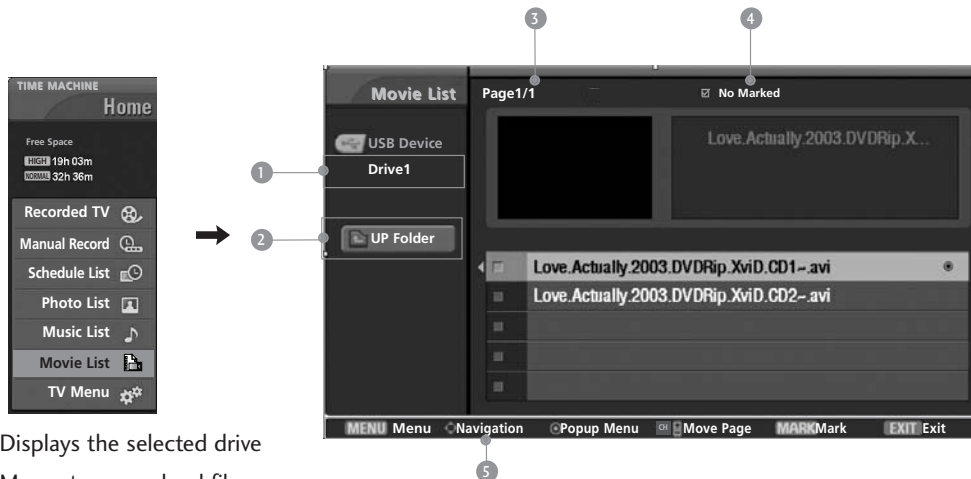 3
4
TIME MACHINE
Home
Free Space
HIGH 19h 03m
NORMAL 32h 36m
Recorded TV
Manual Record
Schedule List
Photo List
Music List
Movie List
TV Menu
Movie List
Page1/1
No Marked
USB Device
1
Drive1
2
UP Folder
Love.Actually.2003.DVDRip.X...
Love.Actually.2003.DVDRip.XviD.CD1~.avi
Love.Actually.2003.DVDRip.XviD.CD2~.avi
MENU Menu Navigation Popup Menu CH Move Page MARK Mark EXIT Exit
5
Displays the selected drive